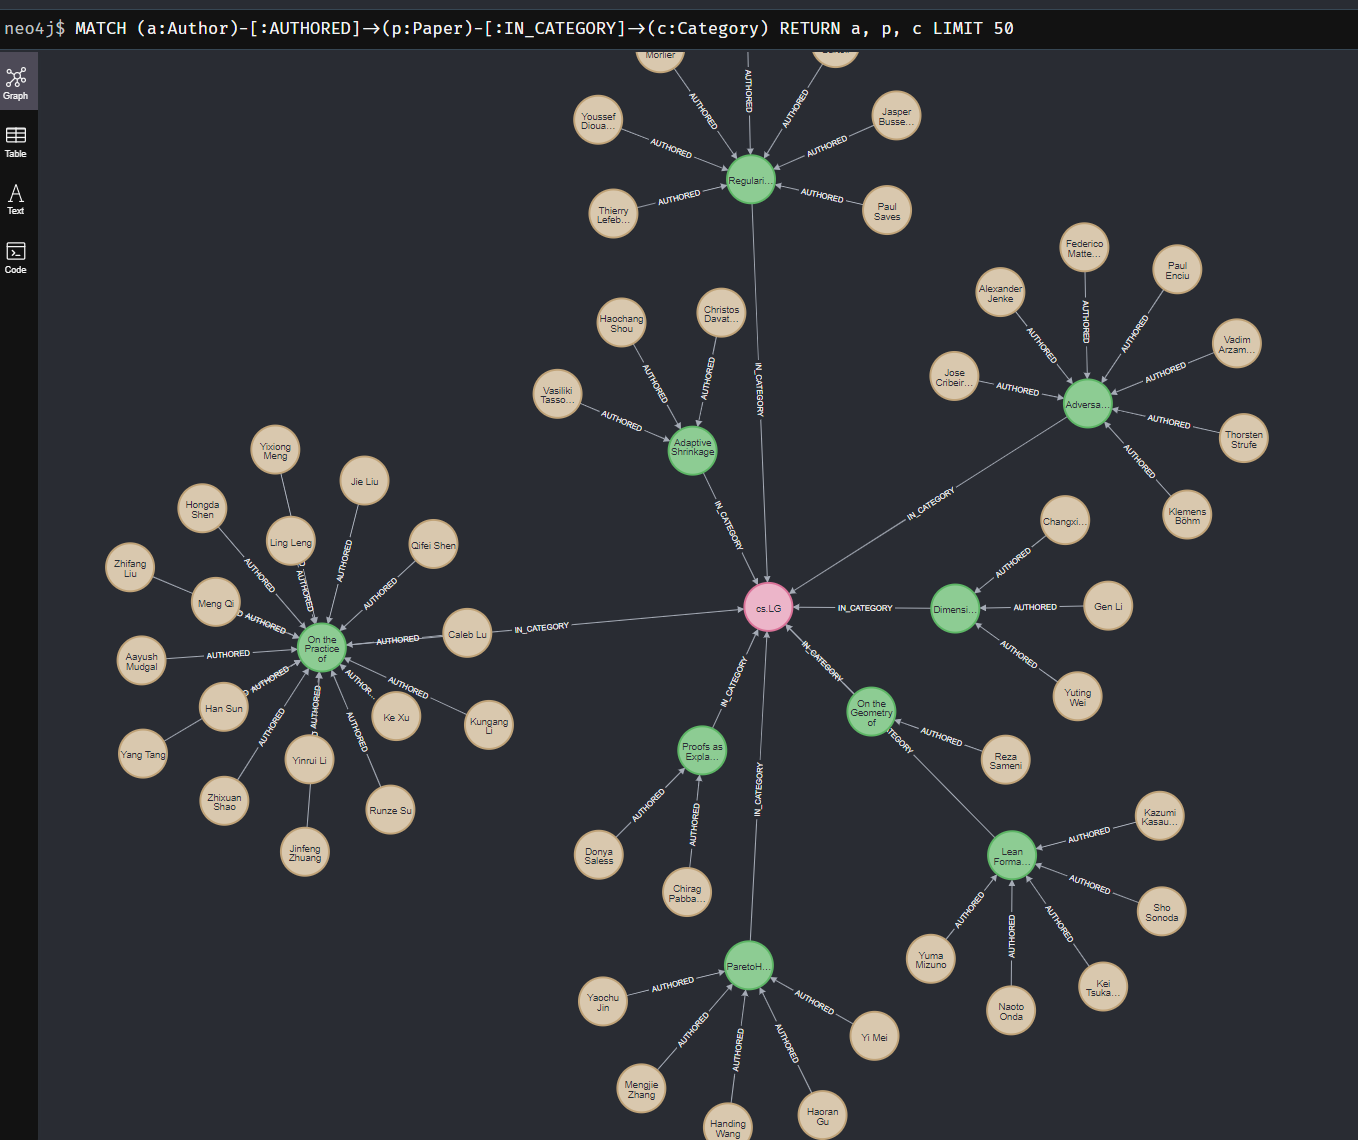 neo4j$ MATCH (a:Author)-[:AUTHORED]→(p:Paper)-[:IN_CATEGORY]→(c:Category) RETURN a, p, c LIMIT 50
Graph
Table
Text
Code
Morlier
AUTHORED
AUTHORED
AUTHORED
Youssef
Dioua...
AUTHORED
Jasper
Busse...
AUTHORED
Regulari...
Thierry
Lefeb...
AUTHORED
AUTHORED
Paul
Saves
IN_CATEGORY
Federico
Matte...
Paul
Enciu
Alexander
Jenke
Vadim
Arzam...
Jose
Cribeir...
Thorsten
Strufe
Klemens
Böhm
AUTHORED
AUTHORED
AUTHORED
AUTHORED
AUTHORED
AUTHORED
AUTHORED
Adversa...
IN_CATEGORY
Haochang
Shou
Christos
Davat...
Vasiliki
Tasso...
AUTHORED
AUTHORED
AUTHORED
Adaptive
Shrinkage
IN_CATEGORY
Yixiong
Meng
Jie Liu
Hongda
Shen
Ling Leng
Qifei Shen
Zhifang
Liu
Meng Qi
AUTHORED
D AUTHORED
AUTHORED
AUTHORED
D AUTHORED
Caleb Lu
AUTHORED
IN_CATEGORY
On the
Practice
of
Aayush
Mudgal
AUTHORED
Han Sun
D AUTHORED
Yang Tang
AUTHORED
D AUTHORED
AUTHORED
AUTHOR...
AUTHORED
Ke Xu
Kungang
Li
Yinrui Li
Zhixuan
Shao
Runze Su
Jinfeng
Zhuang
cs.LG
Changxi...
AUTHORED
IN_CATEGORY
Dimensi...
AUTHORED
Gen Li
AUTHORED
Yuting
Wei
IN_CATEGORY
On the
Geometry
of
AUTHORED
Reza
Sameni
TEGORY
IN_CATEGORY
Proofs as
Expla...
AUTHORED
AUTHORED
Donya
Saless
Chirag
Pabba...
IN_CATEGORY
Lean
Forma...
AUTHORED
Kazumi
Kasau...
AUTHORED
Sho
Sonoda
AUTHORED
AUTHORED
AUTHORED
Yuma
Mizuno
Naoto
Onda
Kei
Tsuka...
ParetoH...
Yaochu
Jin
AUTHORED
AUTHORED
AUTHORED
AUTHORED
AUTHORED
Yi Mei
Mengjie
Zhang
Handing
Wang
Haoran
Gu